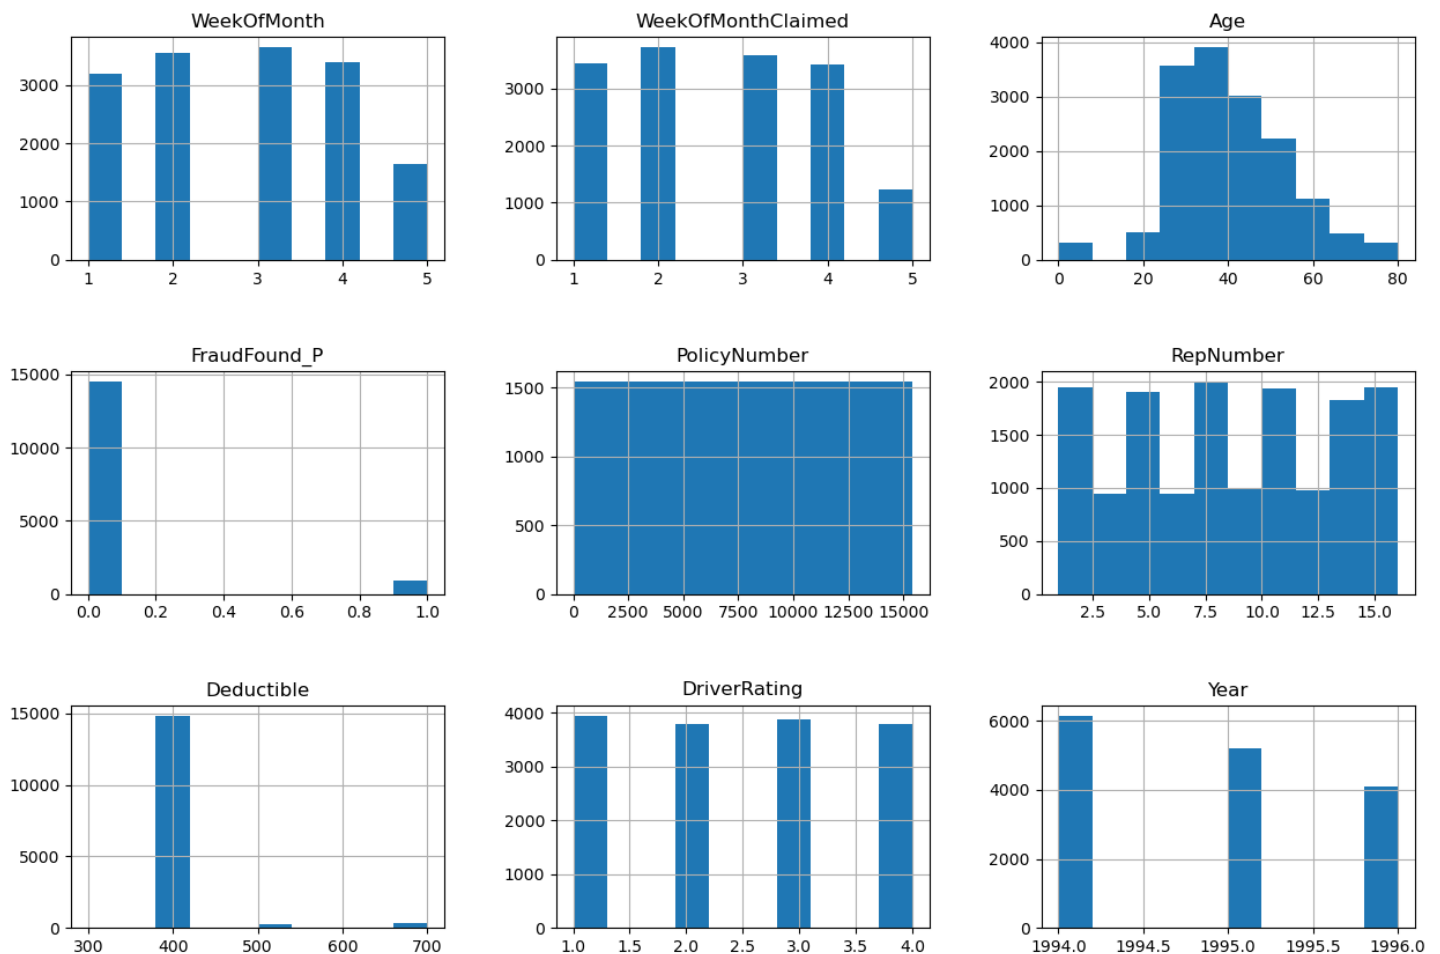 WeekOfMonth
3000
2000
1000
0
1 2 3 4 5
WeekOfMonthClaimed
3000
2000
1000
0
1 2 3 4 5
Age
4000
3000
2000
1000
0
0 20 40 60 80
FraudFound_P
15000
10000
5000
0
0.0 0.2 0.4 0.6 0.8 1.0
PolicyNumber
1500
1000
500
0
0 2500 5000 7500 10000 12500 15000
RepNumber
2000
1500
1000
500
0
2.5 5.0 7.5 10.0 12.5 15.0
Deductible
15000
10000
5000
0
300 400 500 600 700
DriverRating
4000
3000
2000
1000
0
1.0 1.5 2.0 2.5 3.0 3.5 4.0
Year
6000
4000
2000
0
1994.0 1994.5 1995.0 1995.5 1996.0